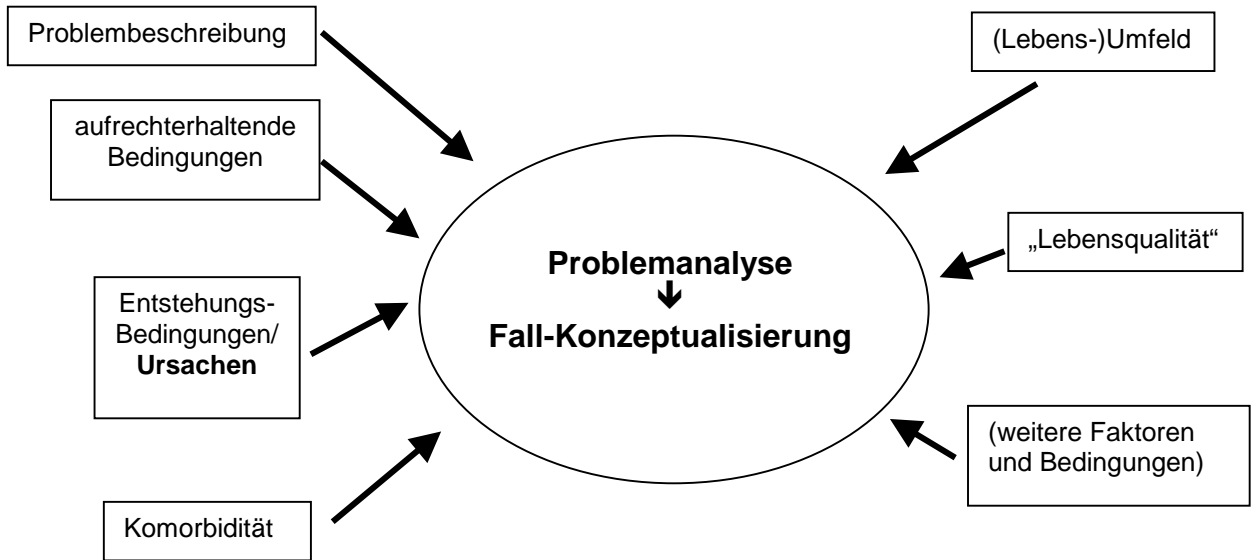 Problembeschreibung
aufrechterhaltende
Bedingungen
Entstehungs-
Bedingungen/
Ursachen
Komorbidität
Problemanalyse
Fall-Konzeptualisierung
(Lebens-)Umfeld
„Lebensqualität“
(weitere Faktoren
und Bedingungen)